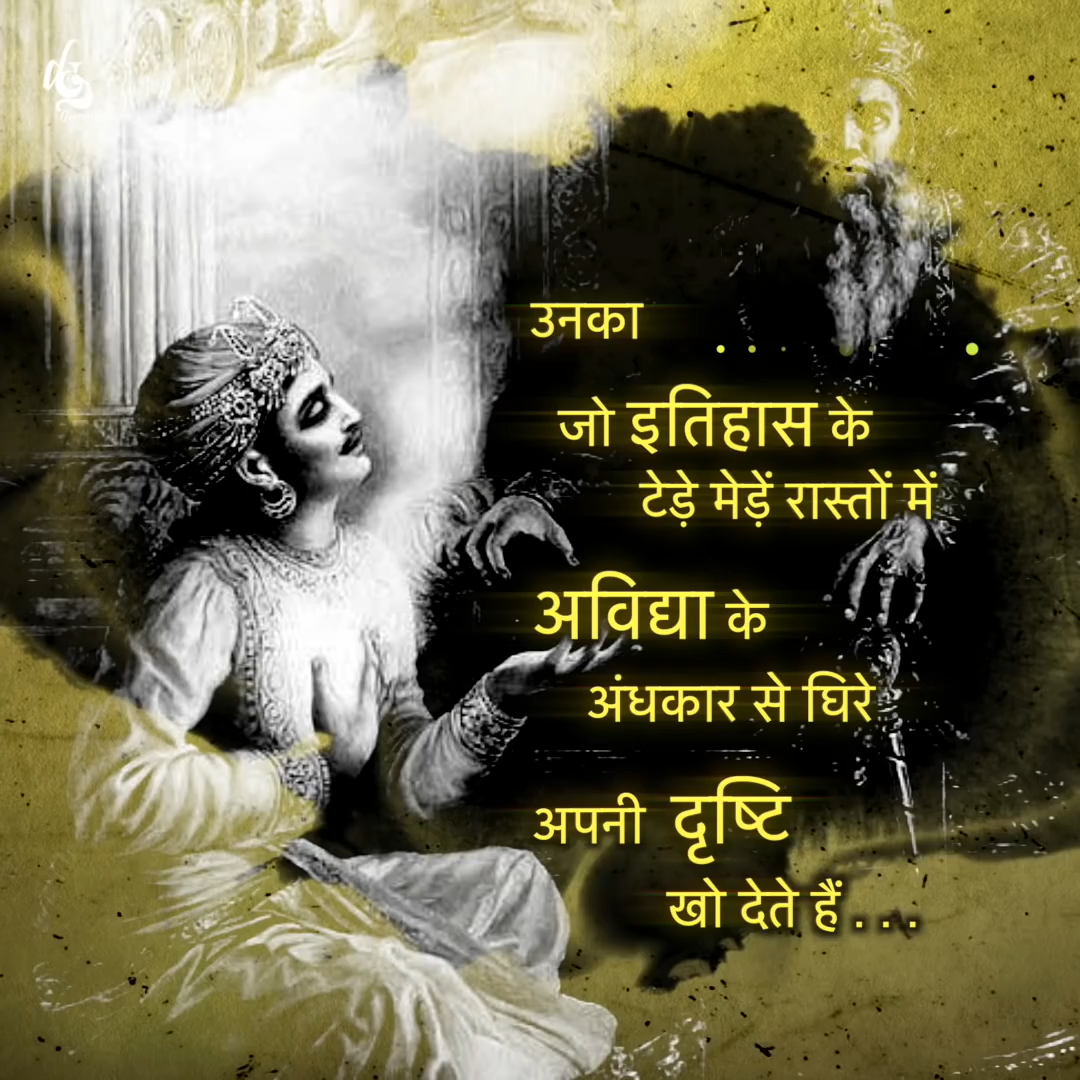 उनका
जो इतिहास के
टेड़े मेड़ें रास्तों में
अविद्या के
अंधकार से घिरे
अपनी दृष्टि
खो देते हैं . . .